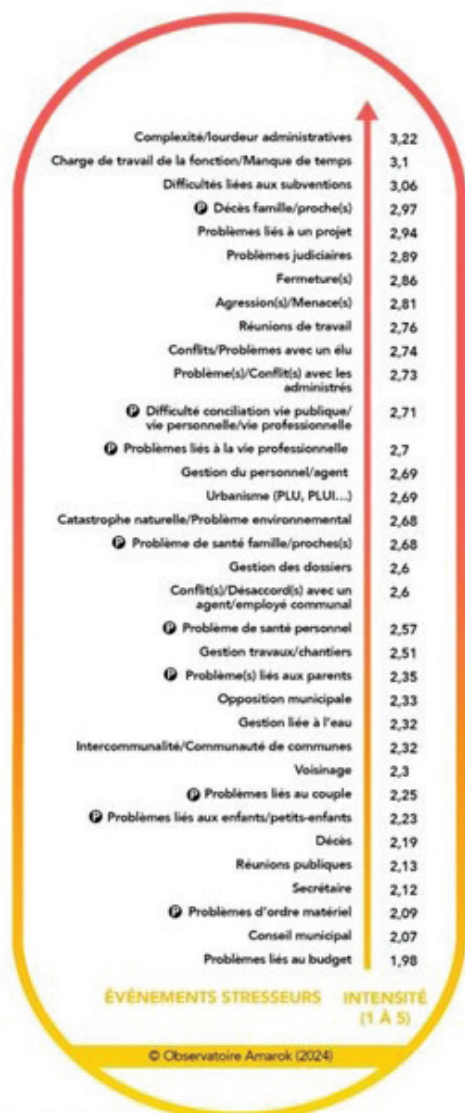 Complexité/lourdeur administratives 3,22
Charge de travail de la fonction/Manque de temps 3,1
Difficultés liées aux subventions 3,06
P Décès famille/proche(s) 2,97
Problèmes liés à un projet 2,94
Problèmes judiciaires 2,89
Fermeture(s) 2,86
Agression(s)/Menace(s) 2,81
Réunions de travail 2,76
Conflits/Problèmes avec un élu 2,74
Problème(s)/Conflit(s) avec les
administrés 2,73
P Difficulté conciliation vie publique/
vie personnelle/vie professionnelle 2,71
P Problèmes liés à la vie professionnelle 2,7
Gestion du personnel/agent 2,69
Urbanisme (PLU, PLUI...) 2,69
Catastrophe naturelle/Problème environnemental 2,68
P Problème de santé famille/proches(s) 2,68
Gestion des dossiers 2,6
Conflit(s)/Désaccord(s) avec un
agent/employé communal 2,6
P Problème de santé personnel 2,57
Gestion travaux/chantiers 2,51
P Problème(s) liés aux parents 2,35
Opposition municipale 2,33
Gestion liée à l'eau 2,32
Intercommunalité/Communauté de communes 2,32
Voisinage 2,3
P Problèmes liés au couple 2,25
P Problèmes liés aux enfants/petits-enfants 2,23
Décès 2,19
Réunions publiques 2,13
Secrétaire 2,12
P Problèmes d'ordre matériel 2,09
Conseil municipal 2,07
Problèmes liés au budget 1,98
ÉVÉNEMENTS STRESSEURS INTENSITÉ
(1 À 5)
© Observatoire Amarok (2024)